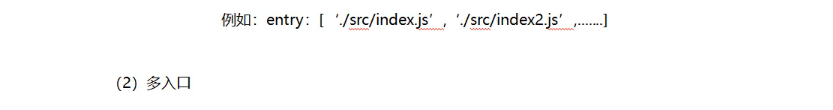 例如：entry：[‘./src/index.js’，‘./src/index2.js’,…....]
（2）多入口